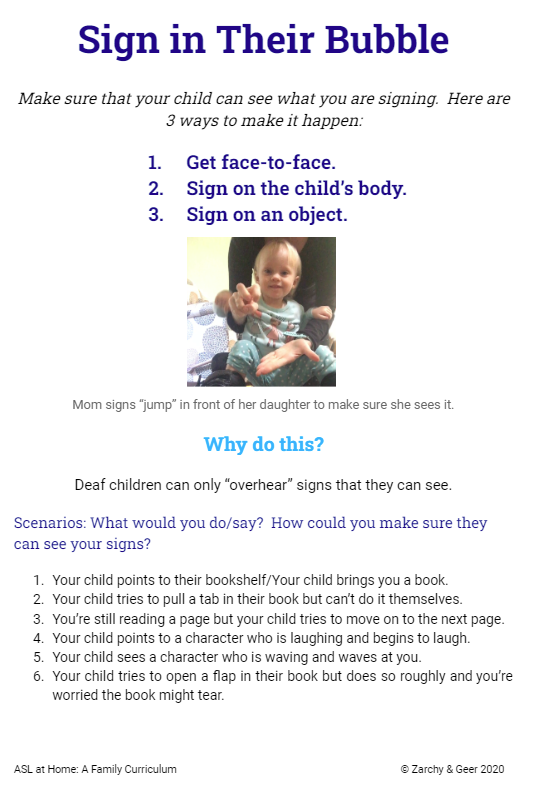 Sign in Their Bubble
Make sure that your child can see what you are signing.  Here are
3 ways to make it happen:
1. Get face-to-face.
2. Sign on the child's body.
3. Sign on an object.
Mom signs “jump” in front of her daughter to make sure she sees it.
Why do this?
Deaf children can only “overhear” signs that they can see.
Scenarios: What would you do/say?  How could you make sure they
can see your signs?
1. Your child points to their bookshelf/Your child brings you a book.
2. Your child tries to pull a tab in their book but can’t do it themselves.
3. You’re still reading a page but your child tries to move on to the next page.
4. Your child points to a character who is laughing and begins to laugh.
5. Your child sees a character who is waving and waves at you.
6. Your child tries to open a flap in their book but does so roughly and you’re
worried the book might tear.
ASL at Home: A Family Curriculum © Zarchy & Geer 2020